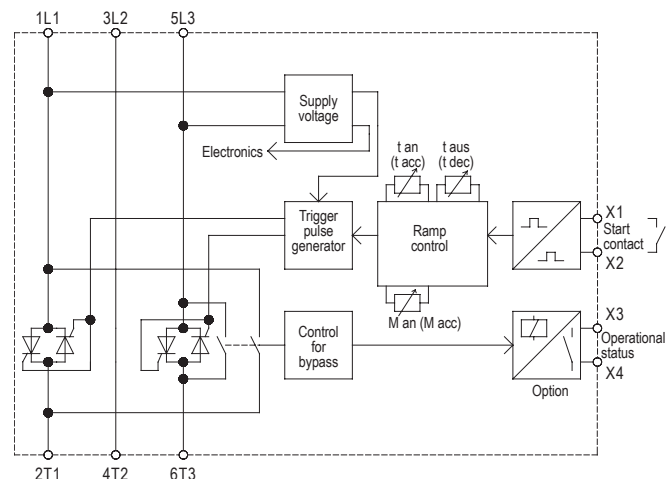 1L1 3L2 5L3
Supply
voltage
Electronics
t an
(t acc)
t aus
(t dec)
Trigger
pulse
generator
Ramp
control
X1
Start
contact
X2
M an (M acc)
Control
for
bypass
X3
Operational
status
X4
Option
2T1 4T2 6T3